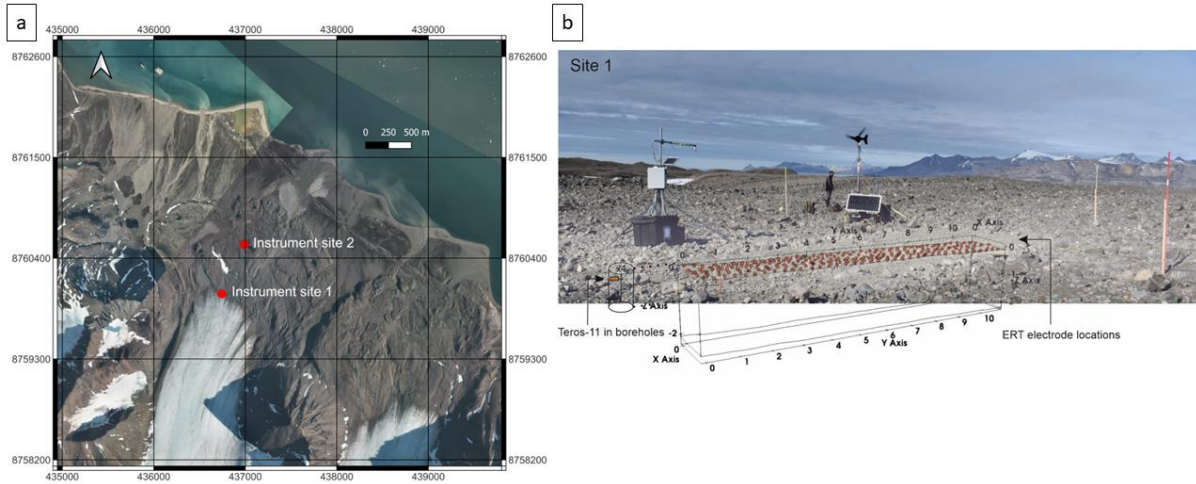 a
435000 436000 437000 438000 439000
8762600 8762600
0 250 500 m
8761500 8761500
Instrument site 2
8760400 8760400
Instrument site 1
8759300 8759300
8758200 8758200
435000 436000 437000 438000 439000
b
Site 1
X Axis
Y Axis
0 1 2 3 4 5 6 7 8 9 10 0
0
-Z Axis
Teros-11 in boreholes
ERT electrode locations
-2
0
X Axis
0 1 2 3 4 5 6 7 8 9 10
Y Axis